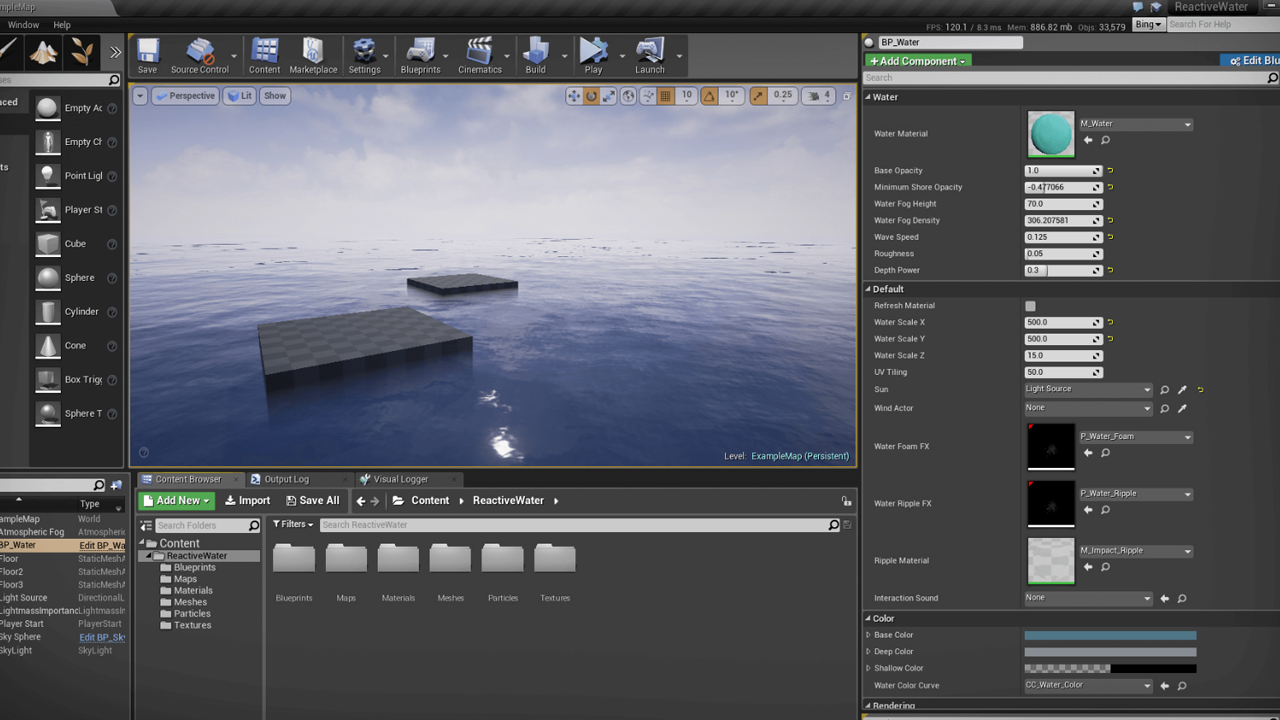 ampleMap
ReactiveWater
Window Help
FPS: 120.1 / 8.3 ms Mem: 886.82 mb Objs: 33,579
Bing
Search For Help
Save
Source Control
Content
Marketplace
Settings
Blueprints
Cinematics
Build
Play
Launch
ses
aced
ts
Empty Ac
Empty Ch
Point Ligh
Player St
Cube
Sphere
Cylinder
Cone
Box Trigg
Sphere T
Perspective
Lit
Show
10
10°
0.25
4
Level: ExampleMap (Persistent)
BP_Water
+Add Component
Edit Blu
Search
Water
Water Material
M_Water
Base Opacity 1.0
Minimum Shore Opacity -0.477066
Water Fog Height 70.0
Water Fog Density 306.207581
Wave Speed 0.125
Roughness 0.05
Depth Power 0.3
Default
Refresh Material
Water Scale X 500.0
Water Scale Y 500.0
Water Scale Z 15.0
UV Tiling 50.0
Sun Light Source
Wind Actor None
Water Foam FX P_Water_Foam
Water Ripple FX P_Water_Ripple
Ripple Material M_Impact_Ripple
Interaction Sound None
Color
Base Color
Deep Color
Shallow Color
Water Color Curve CC_Water_Color
Rendering
Type
ampleMap World
Atmospheric Fog Atmospheric
BP_Water Edit BP_Wa
Floor StaticMeshA
Floor2 StaticMeshA
Floor3 StaticMeshA
Light Source DirectionalL
LightmassImportanc LightmassI
Player Start PlayerStart
Sky Sphere Edit BP_Sky
SkyLight SkyLight
Content Browser
Output Log
Visual Logger
Add New
Import
Save All
Content
ReactiveWater
Search Folders
Filters
Search ReactiveWater
Content
ReactiveWater
Blueprints
Maps
Materials
Meshes
Particles
Textures
Blueprints
Maps
Materials
Meshes
Particles
Textures